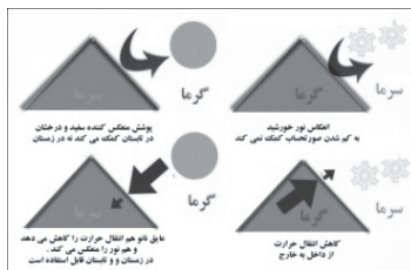 گرما
سرما
سرما
گرما
انعکاس نور خورشید
به کم شدن صورتحساب کمک نمی کند
پوشش منعکس کننده سفید و درخشان
در تابستان کمک می کند نه در زمستان
گرما
سرما
گرما
سرما
کاهش انتقال حرارت
از داخل به خارج
عایق نانو هم انتقال حرارت را کاهش می دهد
و هم نور را منعکس می کند .
در زمستان و و تابستان قابل استفاده است